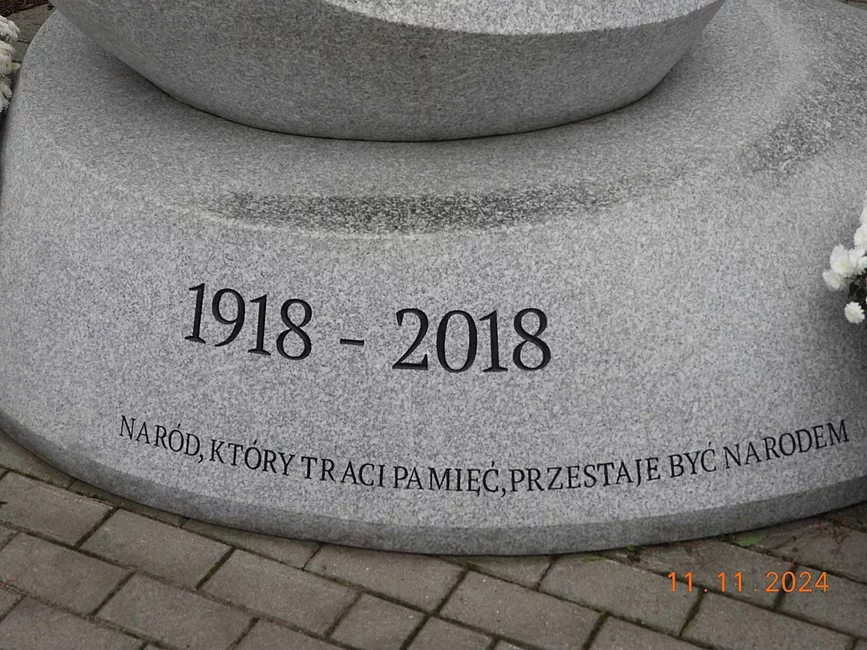 1918 - 2018
NARÓD, KTÓRY TRACI PAMIĘĆ, PRZESTAJE BYĆ NARODEM
11.11.2024